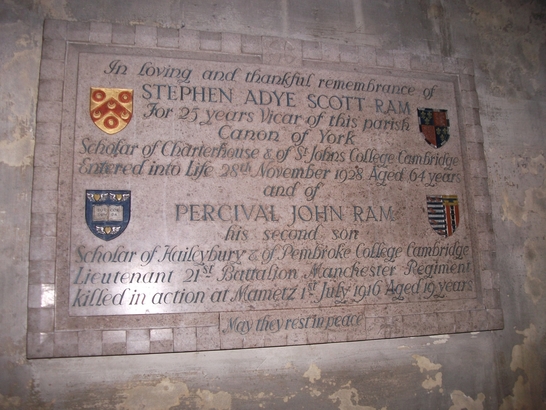 In loving and thankful remembrance of
STEPHEN ADYE SCOTT RAM
For 25 years Vicar of this parish
Canon of York
Scholar of Charterhouse & of St Johns College Cambridge
Entered into Life 28th November 1928 Aged 64 years
and of
PERCIVAL JOHN RAM
his second son
Scholar of Haileybury & of Pembroke College Cambridge
Lieutenant 21st Battalion Manchester Regiment
killed in action at Mametz 1st July 1916 Aged 19 years
May they rest in peace